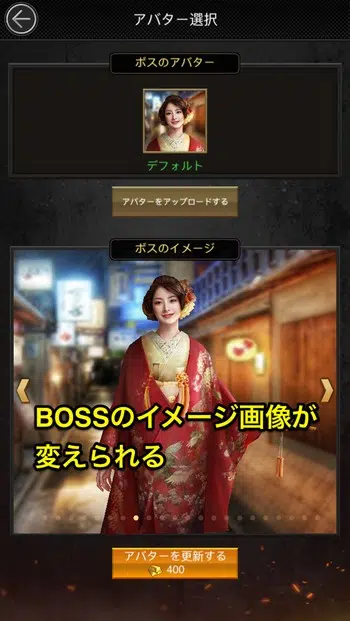 アバター選択
ボスのアバター
デフォルト
アバターをアップロードする
ボスのイメージ
BOSSのイメージ画像が
変えられる
アバターを更新する
400